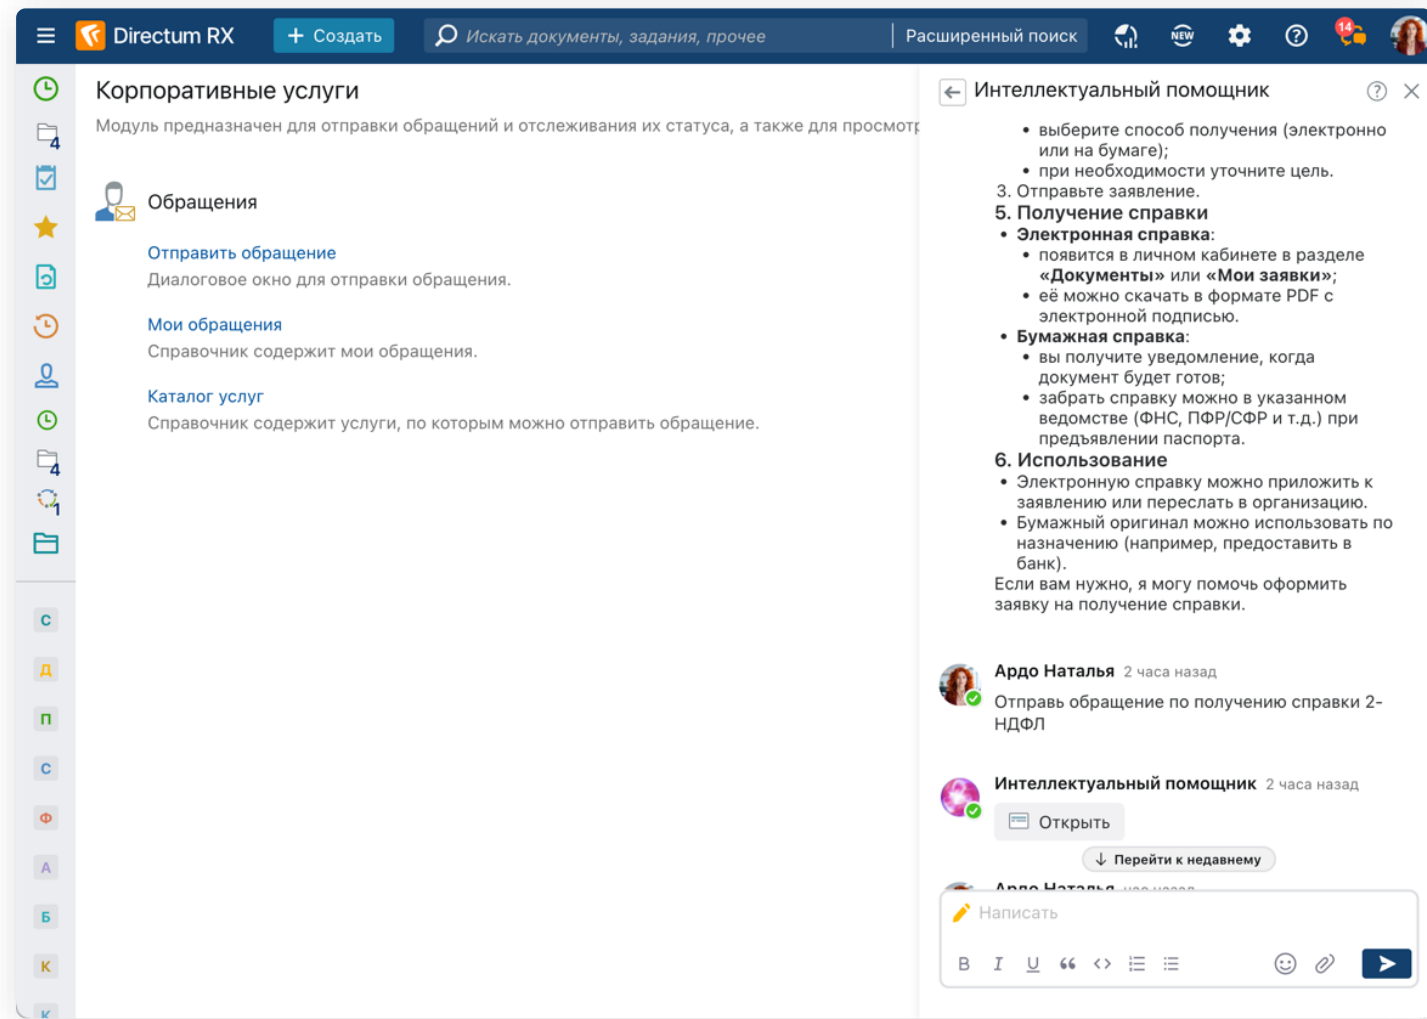 Directum RX
+ Создать
Искать документы, задания, прочее
Расширенный поиск
NEW
14
Корпоративные услуги
Модуль предназначен для отправки обращений и отслеживания их статуса, а также для просмотр
Обращения
Отправить обращение
Диалоговое окно для отправки обращения.
Мои обращения
Справочник содержит мои обращения.
Каталог услуг
Справочник содержит услуги, по которым можно отправить обращение.
4
4
1
С
Д
П
С
Ф
А
Б
К
К
Интеллектуальный помощник
• выберите способ получения (электронно
или на бумаге);
• при необходимости уточните цель.
3. Отправьте заявление.
5. Получение справки
• Электронная справка:
• появится в личном кабинете в разделе
«Документы» или «Мои заявки»;
• её можно скачать в формате PDF с
электронной подписью.
• Бумажная справка:
• вы получите уведомление, когда
документ будет готов;
• забрать справку можно в указанном
ведомстве (ФНС, ПФР/СФР и т.д.) при
предъявлении паспорта.
6. Использование
• Электронную справку можно приложить к
заявлению или переслать в организацию.
• Бумажный оригинал можно использовать по
назначению (например, предоставить в
банк).
Если вам нужно, я могу помочь оформить
заявку на получение справки.
Ардо Наталья 2 часа назад
Отправь обращение по получению справки 2-
НДФЛ
Интеллектуальный помощник 2 часа назад
Открыть
Перейти к недавнему
Ардо Наталья час назад
Написать
B I U